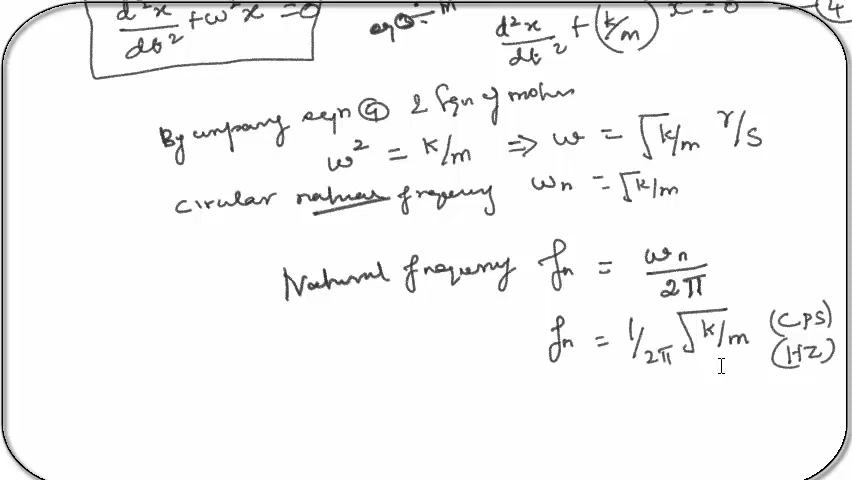 d²x/dt² + ω²x = 0
eqⁿ ÷ m d²x/dt² + (k/m) x = 0 — (4
By comparing eqn ④ & Eqn of motion
ω² = k/m ⇒ ω = √k/m r/s
Circular natural frequency ωn = √k/m
Natural frequency fn = ωn/2π
fn = 1/2π √k/m (CPS)
(HZ)